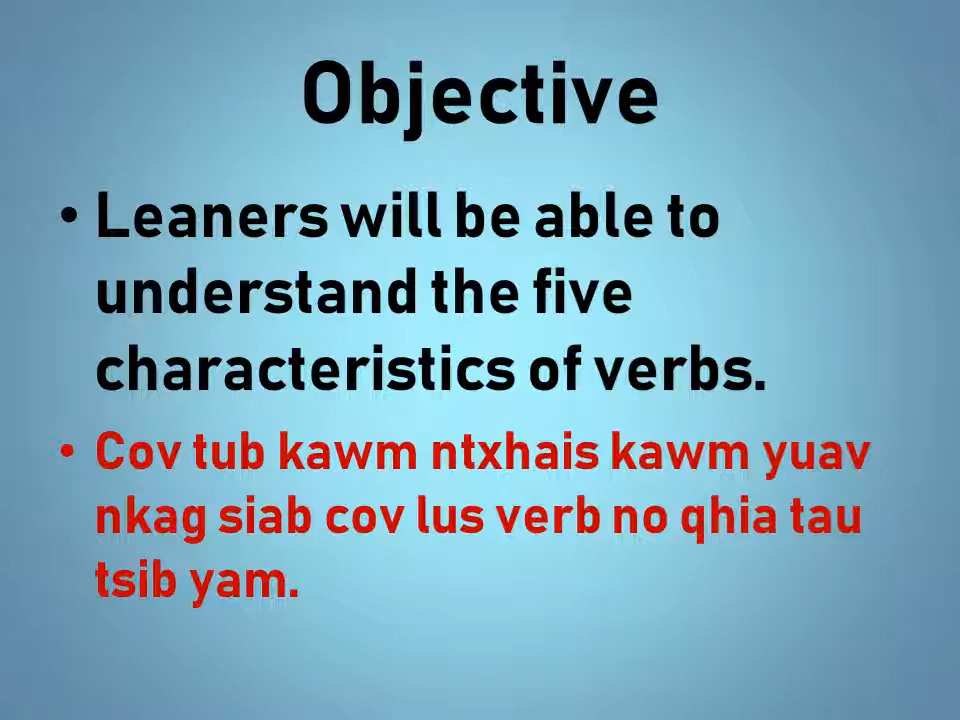 Objective
• Leaners will be able to
understand the five
characteristics of verbs.
• Cov tub kawm ntxhais kawm yuav
nkag siab cov lus verb no qhia tau
tsib yam.